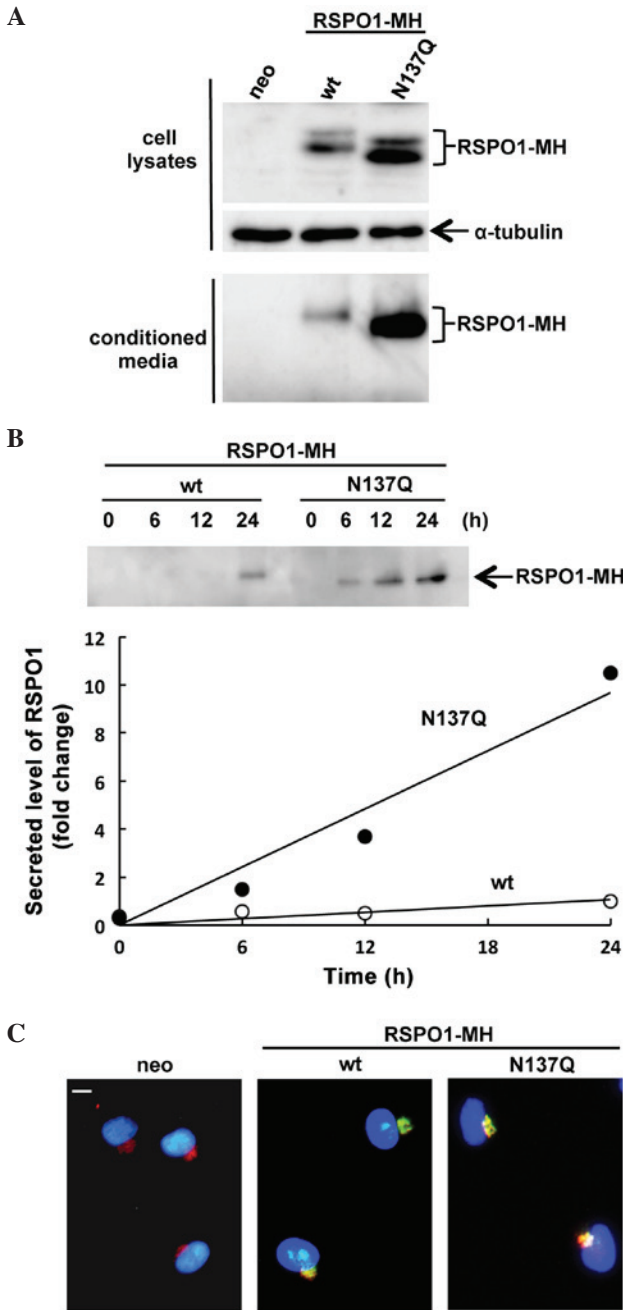 A
RSPO1-MH
neo
wt
N137Q
cell
lysates
RSPO1-MH
α-tubulin
conditioned
media
RSPO1-MH
B
RSPO1-MH
wt
N137Q
0 6 12 24 0 6 12 24 (h)
RSPO1-MH
Secreted level of RSPO1
(fold change)
12
10
8
6
4
2
0
N137Q
wt
0 6 12 18 24
Time (h)
C
RSPO1-MH
neo
wt
N137Q